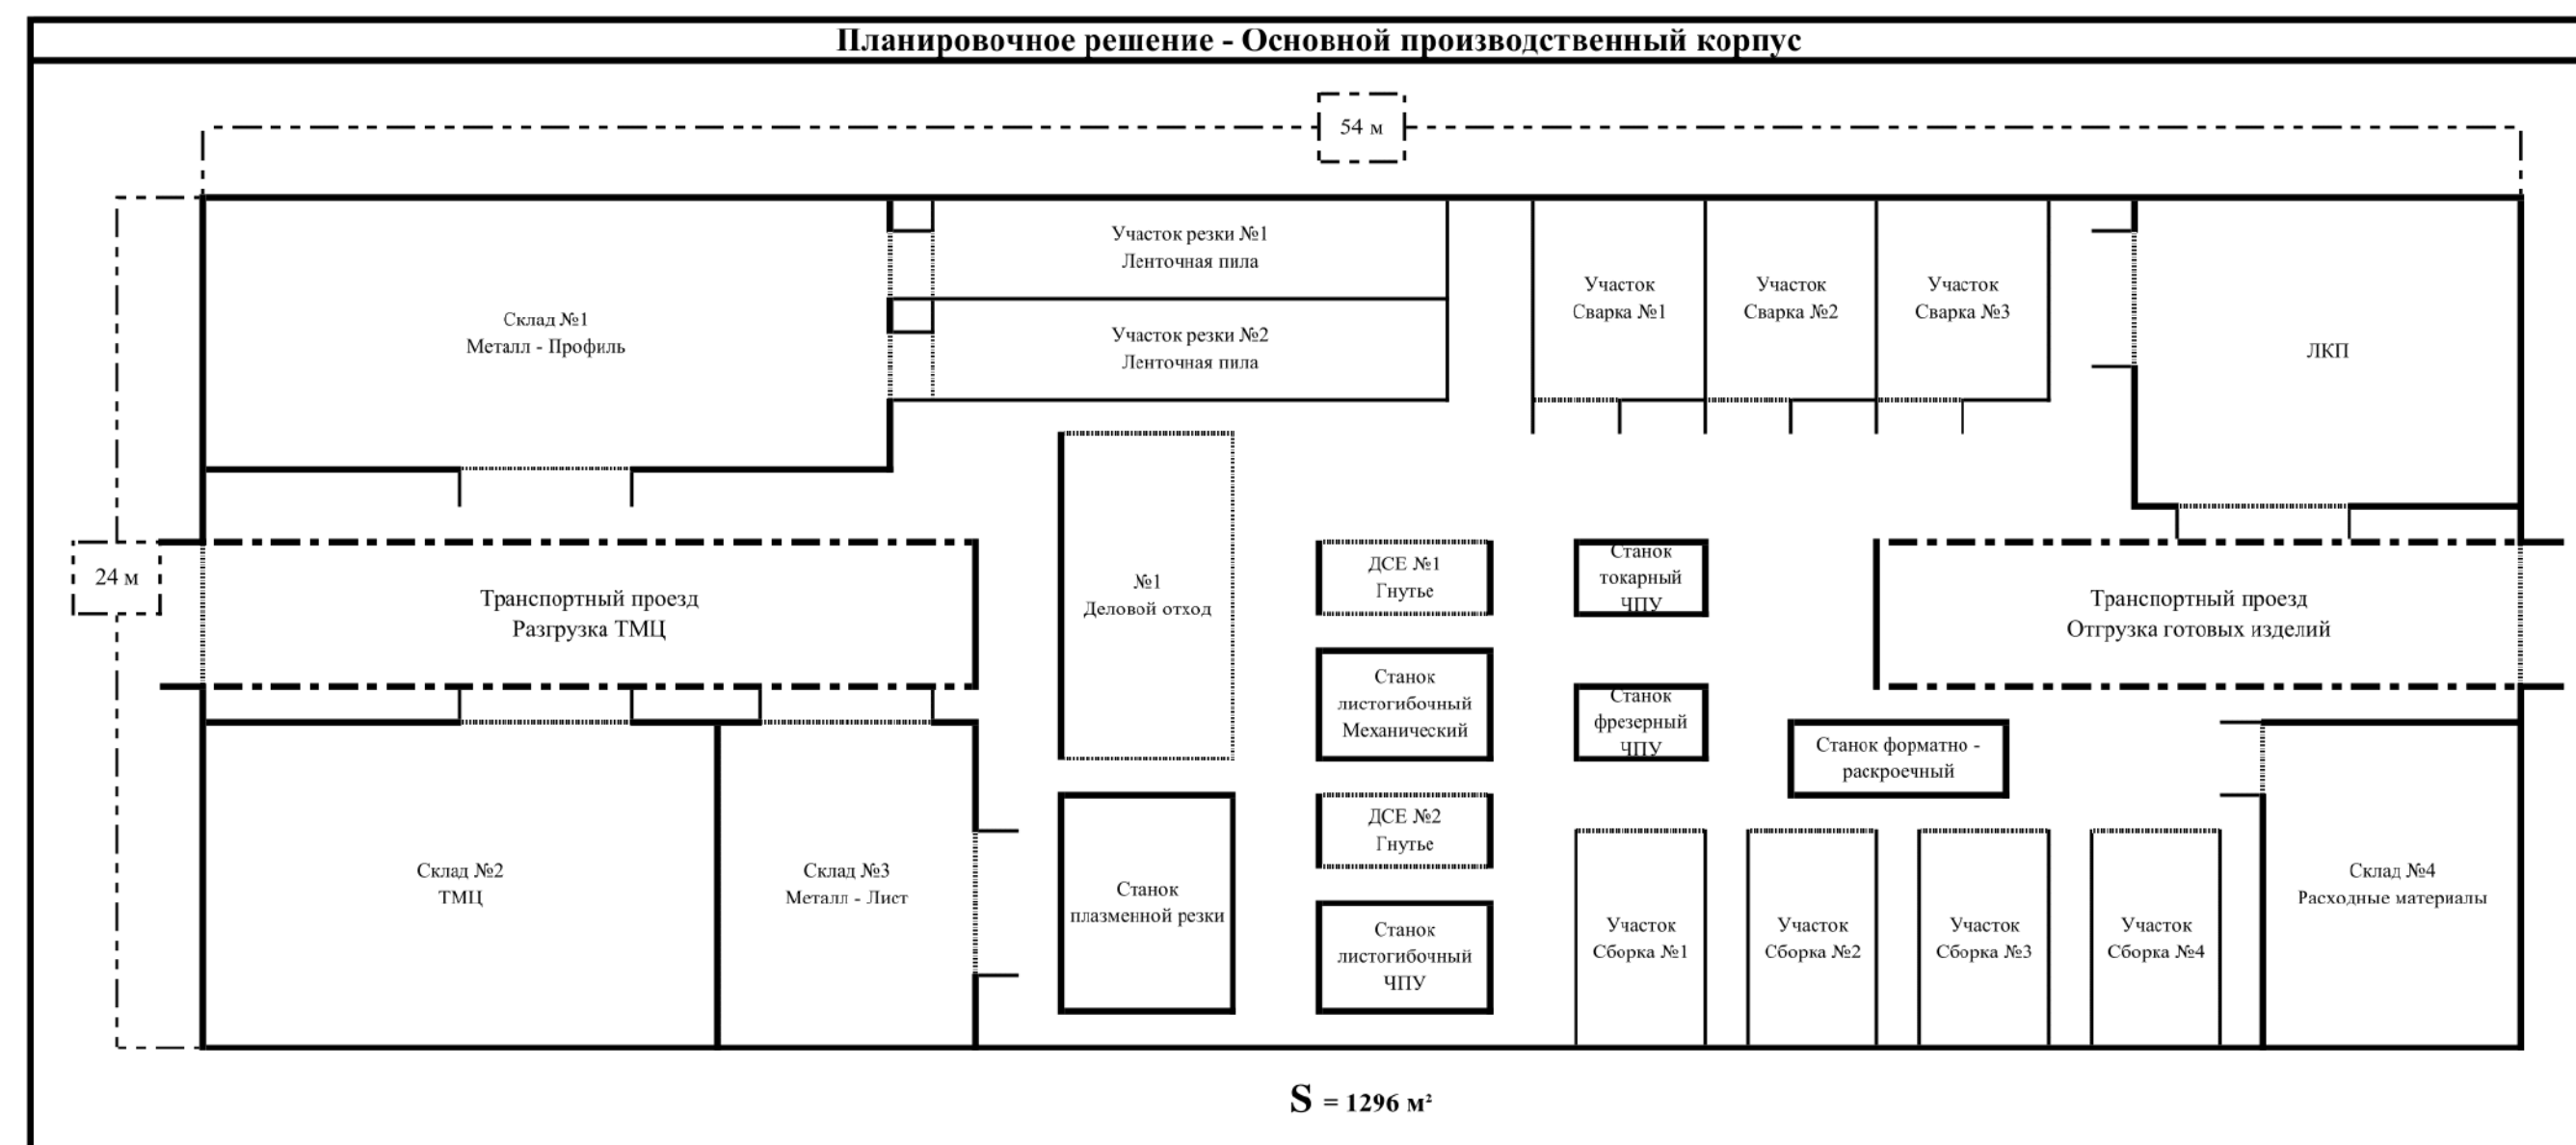 Планировочное решение - Основной производственный корпус
54 м
24 м
Участок резки №1
Ленточная пила
Участок резки №2
Ленточная пила
Склад №1
Металл - Профиль
Участок
Сварка №1
Участок
Сварка №2
Участок
Сварка №3
ЛКП
Транспортный проезд
Разгрузка ТМЦ
№1
Деловой отход
ДСЕ №1
Гнутье
Станок
токарный
ЧПУ
Транспортный проезд
Отгрузка готовых изделий
Станок
листогибочный
Механический
Станок
фрезерный
ЧПУ
Станок форматно -
раскроечный
ДСЕ №2
Гнутье
Склад №2
ТМЦ
Склад №3
Металл - Лист
Станок
плазменной резки
Станок
листогибочный
ЧПУ
Участок
Сборка №1
Участок
Сборка №2
Участок
Сборка №3
Участок
Сборка №4
Склад №4
Расходные материалы
S = 1296 м²